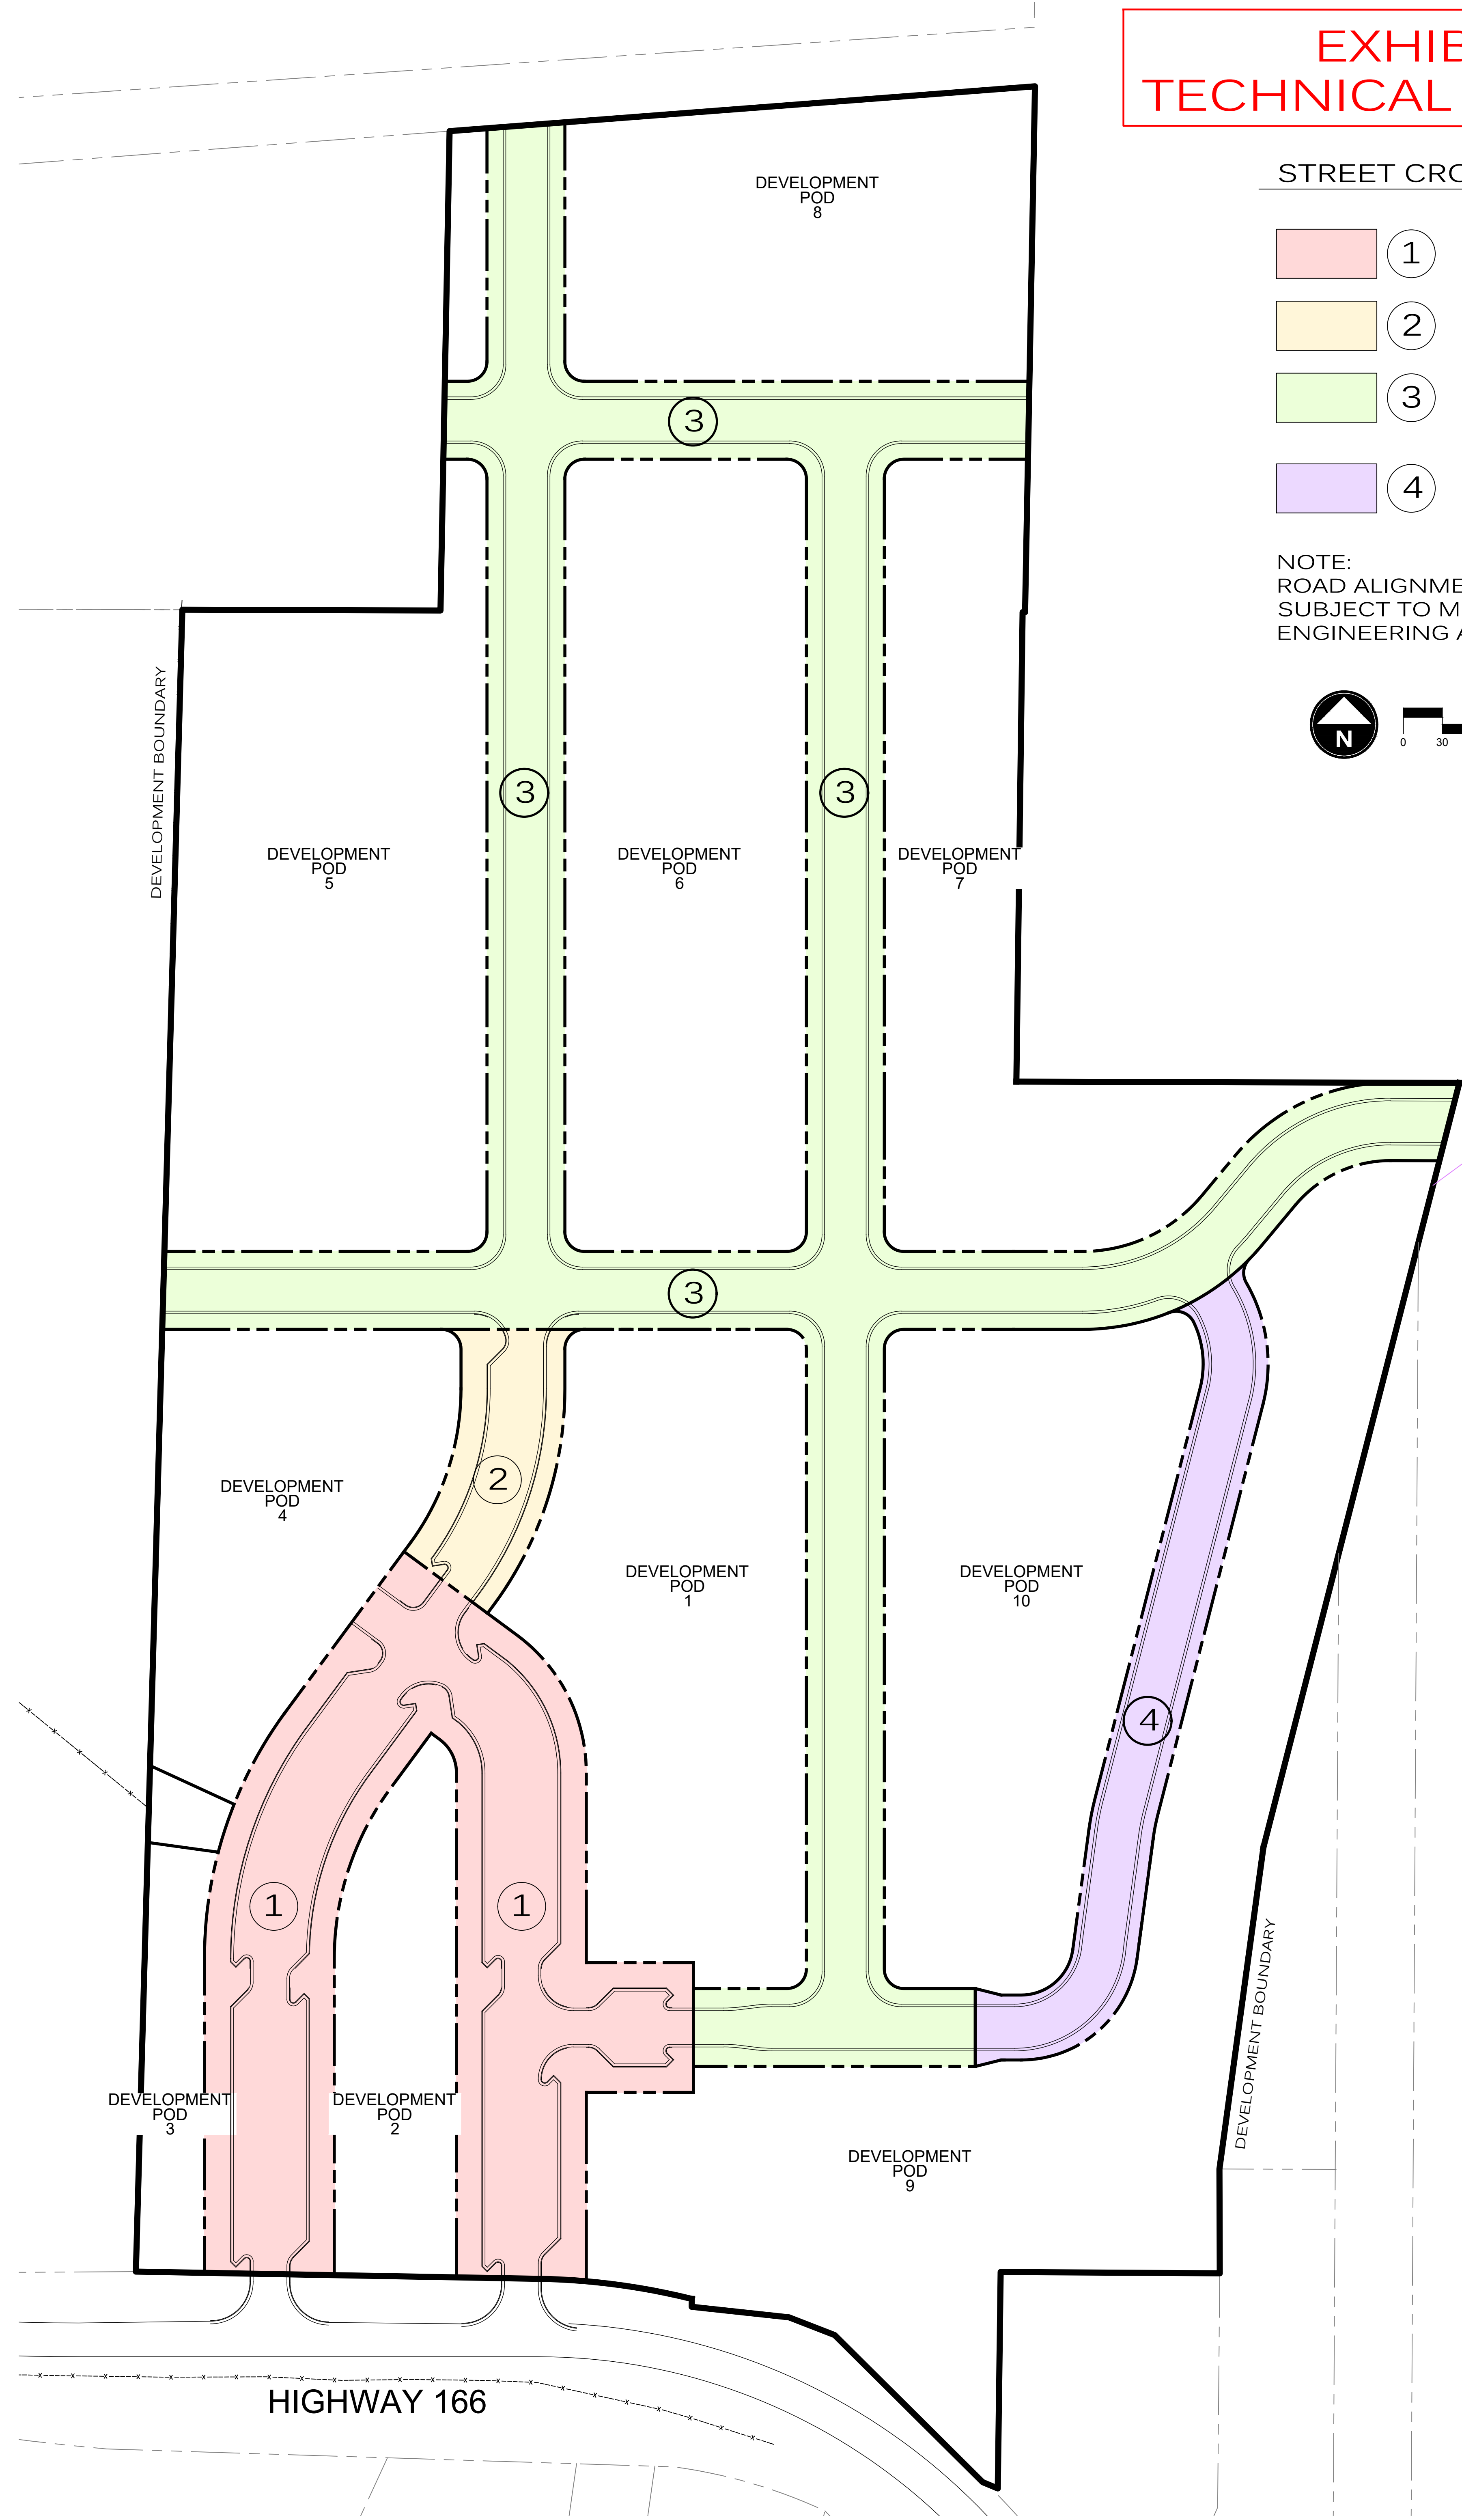 EXHIB
TECHNICAL
STREET CRO
1
2
3
4
NOTE:
ROAD ALIGNME
SUBJECT TO M
ENGINEERING A
N
0 30
DEVELOPMENT
POD
8
3
DEVELOPMENT BOUNDARY
3
3
DEVELOPMENT
POD
5
DEVELOPMENT
POD
6
DEVELOPMENT
POD
7
3
2
DEVELOPMENT
POD
4
DEVELOPMENT
POD
1
DEVELOPMENT
POD
10
4
1
1
DEVELOPMENT BOUNDARY
DEVELOPMENT
POD
3
DEVELOPMENT
POD
2
DEVELOPMENT
POD
9
HIGHWAY 166